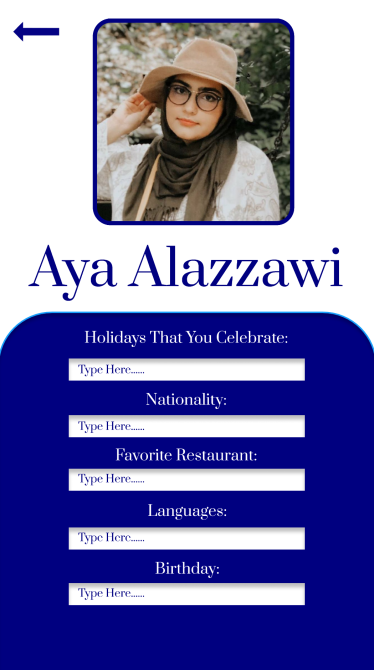 Aya Alazzawi
Holidays That You Celebrate:
Type Here......
Nationality:
Type Here......
Favorite Restaurant:
Type Here......
Languages:
Type Here......
Birthday:
Type Here......